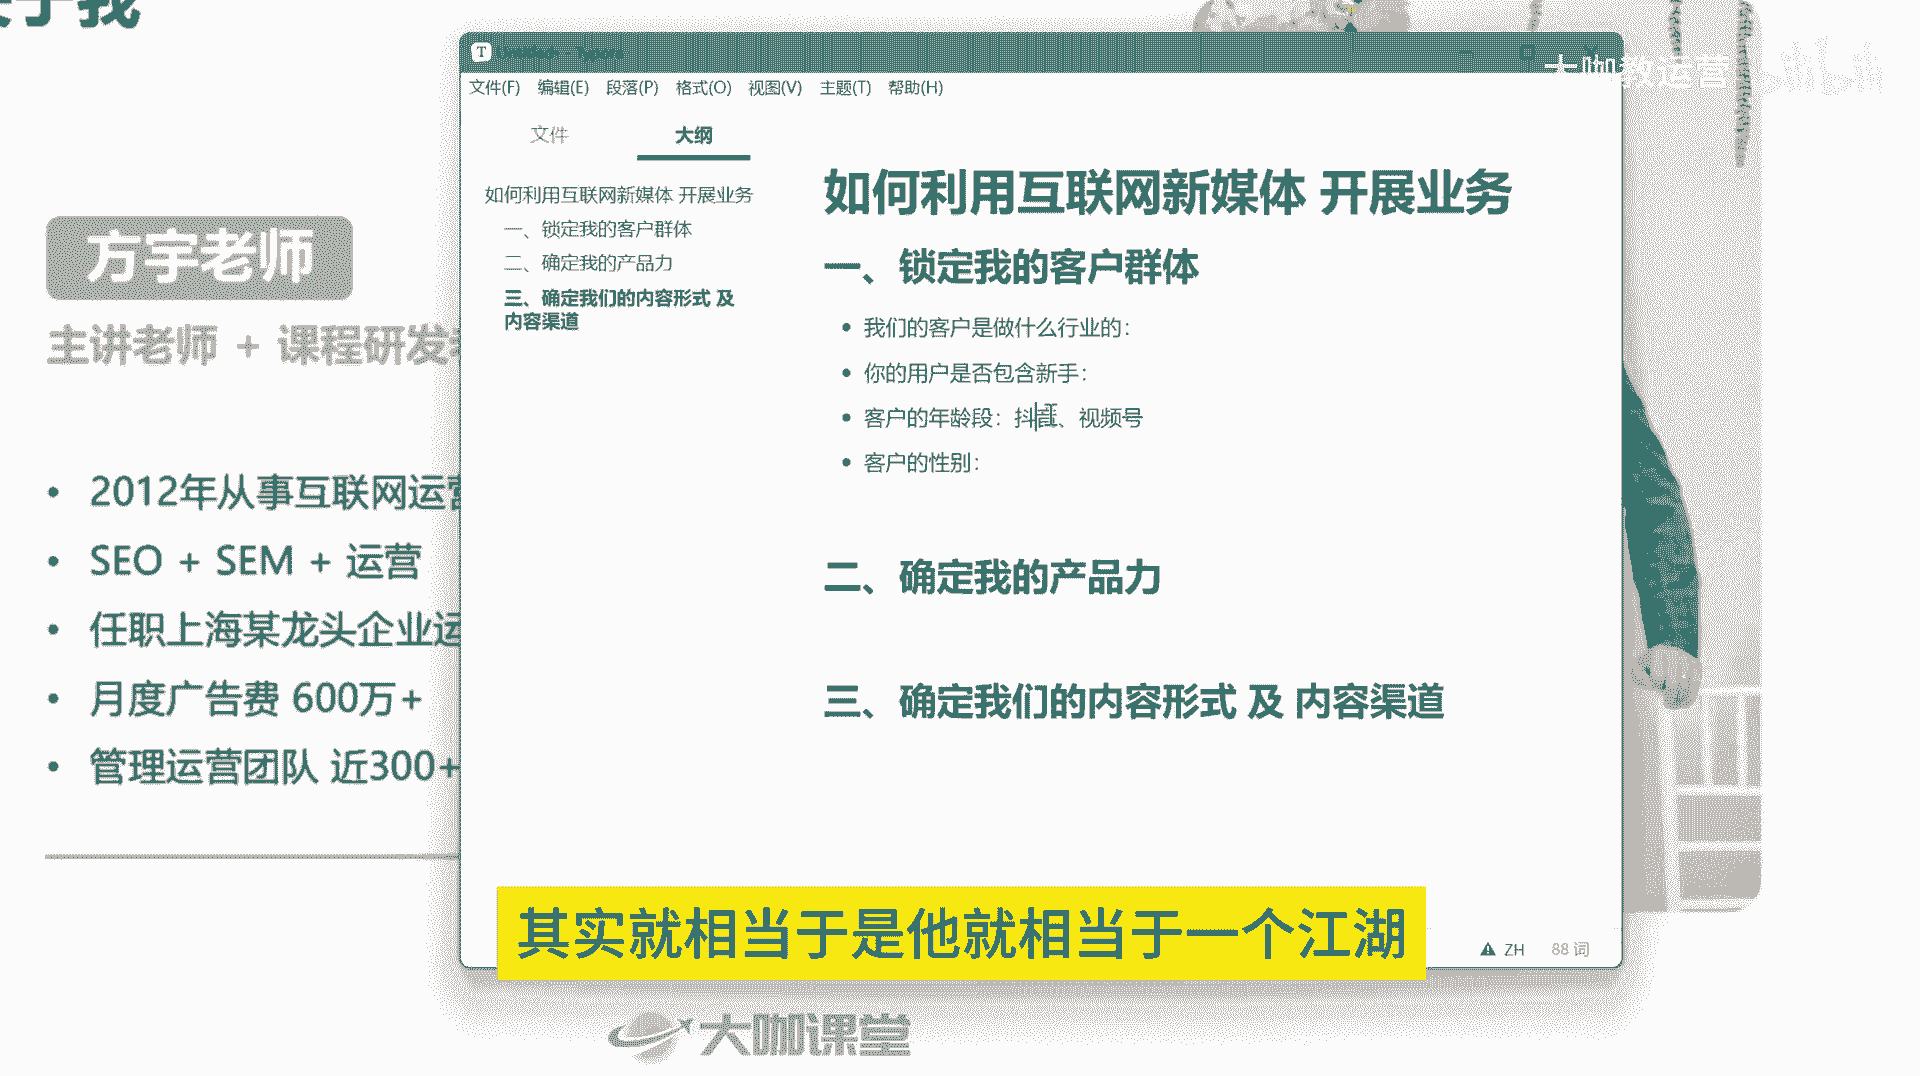 于我
大咖教运营
bilibili
文件(F) 编辑(E) 段落(P) 格式(O) 视图(V) 主题(T) 帮助(H)
文件 大纲
如何利用互联网新媒体 开展业务
一、锁定我的客户群体
二、确定我的产品力
三、确定我们的内容形式 及
内容渠道
如何利用互联网新媒体 开展业务
一、锁定我的客户群体
我们的客户是做什么行业的：
你的用户是否包含新手：
客户的年龄段：抖音、视频号
客户的性别：
二、确定我的产品力
三、确定我们的内容形式 及 内容渠道
ZH 88 词
方宇老师
主讲老师 + 课程研发
• 2012年从事互联网运营
• SEO + SEM + 运营
• 任职上海某龙头企业运
• 月度广告费 600万+
• 管理运营团队 近300+
其实就相当于是他就相当于一个江湖
大咖课堂